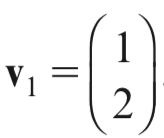 v₁ = (1
2)